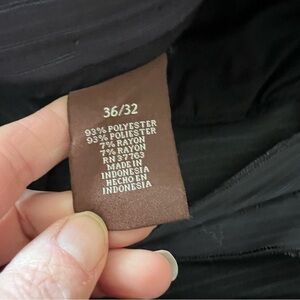 36/32
93% POLYESTER
93% POLIESTER
7% RAYON
7% RAYON
RN 37763
MADE IN
INDONESIA
HECHO EN
INDONESIA